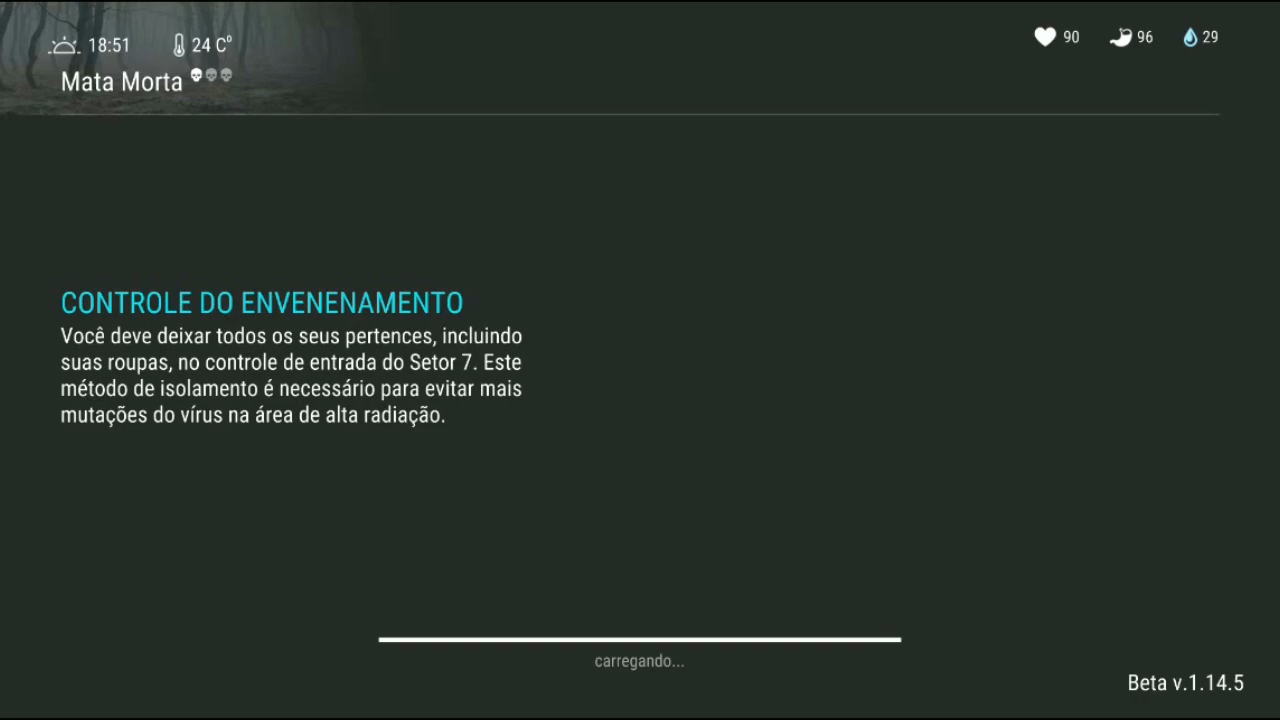 18:51 24 Cº 90 96 29
Mata Morta
CONTROLE DO ENVENENAMENTO
Você deve deixar todos os seus pertences, incluindo
suas roupas, no controle de entrada do Setor 7. Este
método de isolamento é necessário para evitar mais
mutações do vírus na área de alta radiação.
carregando...
Beta v.1.14.5